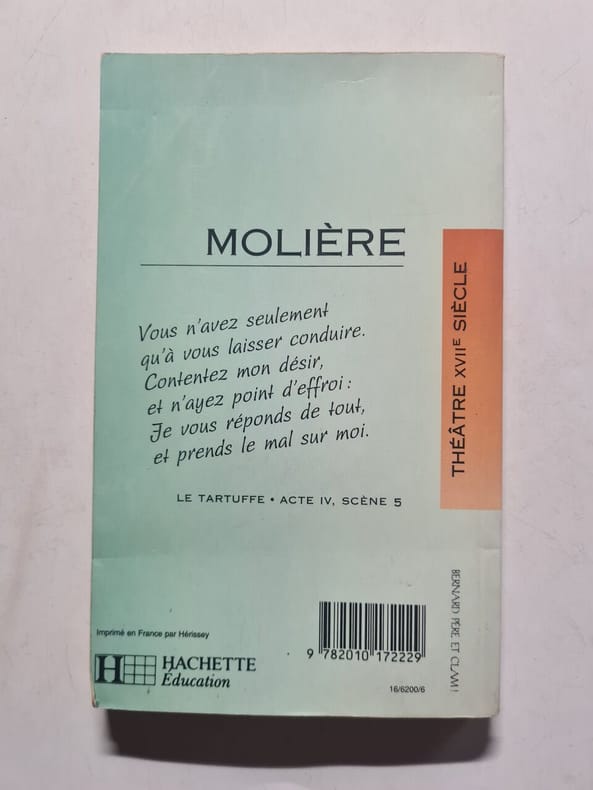 MOLIÈRE
Vous n'avez seulement
qu'à vous laisser conduire.
Contentez mon désir,
et n'ayez point d'effroi :
Je vous réponds de tout,
et prends le mal sur moi.
LE TARTUFFE • ACTE IV, SCÈNE 5
THÉÂTRE XVIIE SIÈCLE
BERNARD PÈRE ET
Imprimé en France par Hérissey
H HACHETTE
Éducation
9 782010 172229
16/6200/6